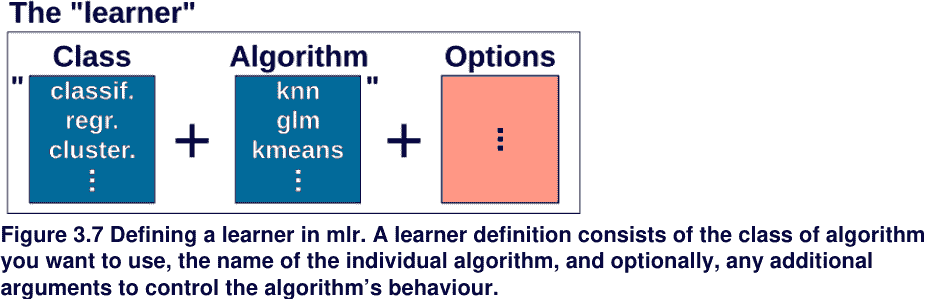 The "learner"
Class Algorithm Options
" classif. knn "
regr. + glm + ⋮
cluster. kmeans
⋮ ⋮
Figure 3.7 Defining a learner in mlr. A learner definition consists of the class of algorithm
you want to use, the name of the individual algorithm, and optionally, any additional
arguments to control the algorithm’s behaviour.